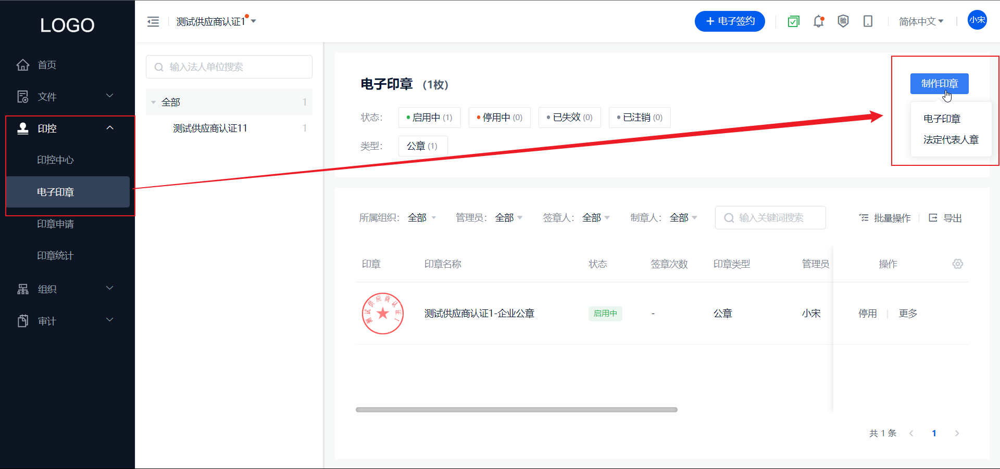 LOGO
测试供应商认证1
电子签约
验
简体中文
小宋
首页
文件
印控
印控中心
电子印章
印章申请
印章统计
组织
审计
输入法人单位搜索
全部 1
测试供应商认证11 1
电子印章 (1枚)
制作印章
电子印章
法定代表人章
状态: 启用中 (1) 停用中 (0) 已失效 (0) 已注销 (0)
类型: 公章 (1)
所属组织: 全部 管理员: 全部 签章人: 全部 制章人: 全部 输入关键词搜索 批量操作 导出
印章 印章名称 状态 签章次数 印章类型 管理员 操作
测试供应商认证1
测试供应商认证1-企业公章 启用中 - 公章 小宋 停用 更多
共 1 条 1